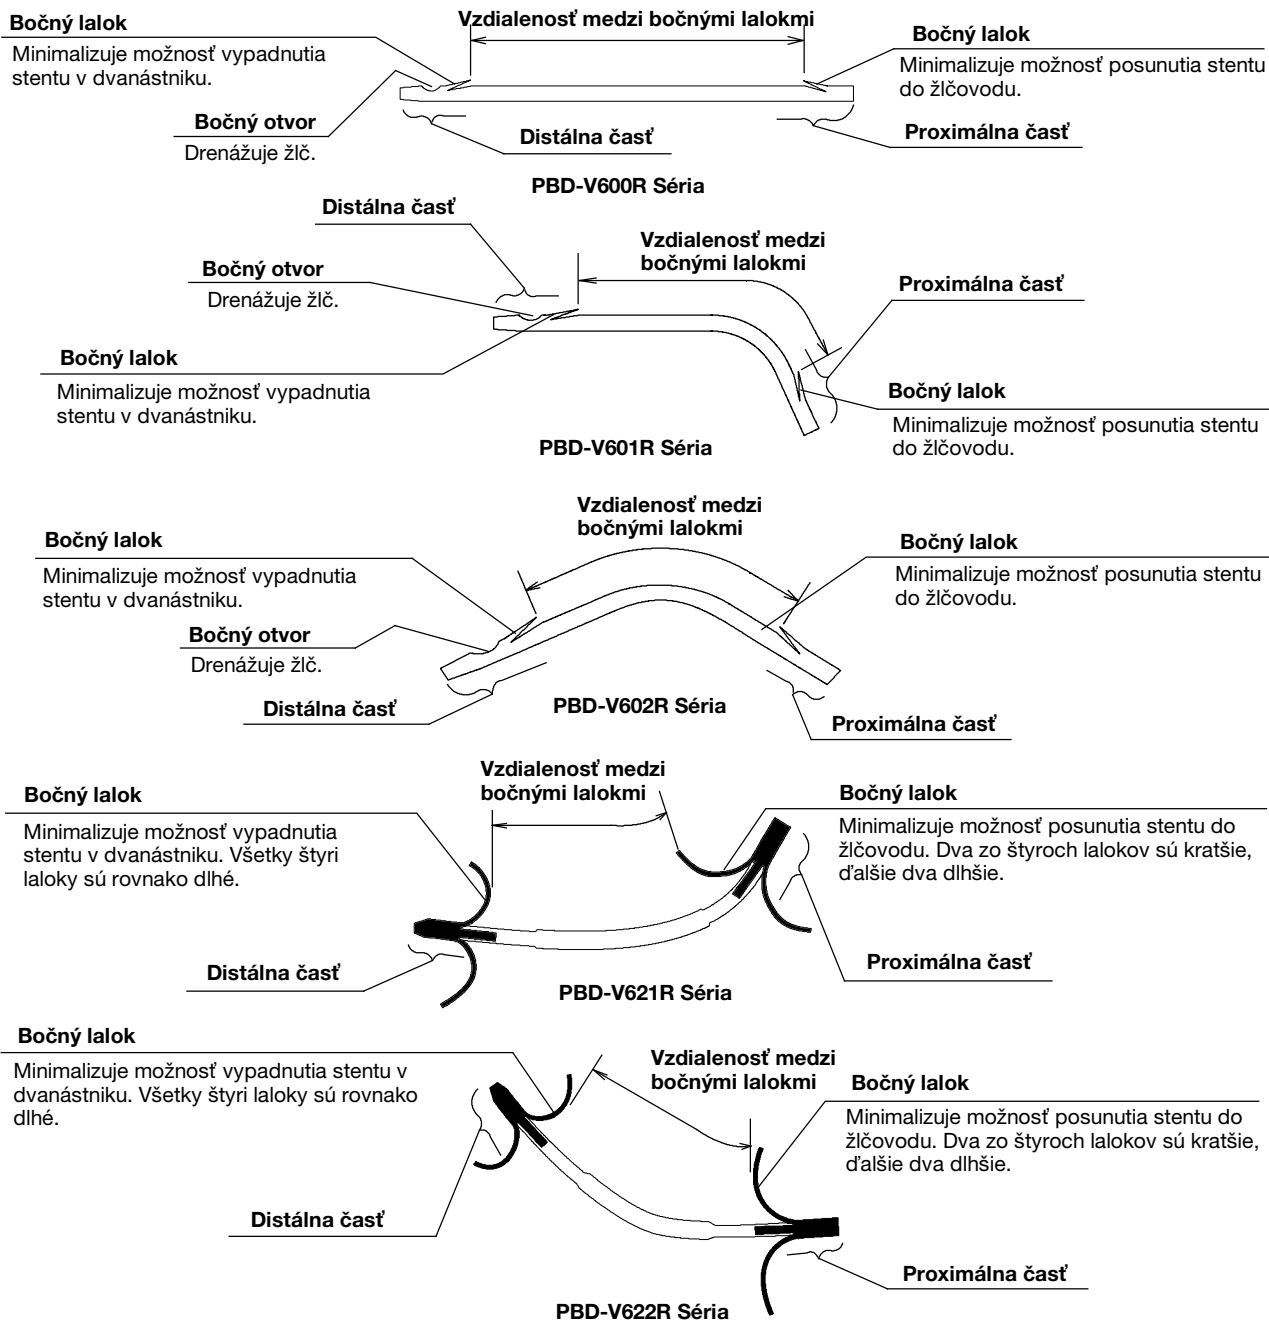 Bočný lalok
Minimalizuje možnosť vypadnutia
stentu v dvanástniku.
Vzdialenosť medzi bočnými lalokmi
Bočný lalok
Minimalizuje možnosť posunutia stentu
do žlčovodu.
Bočný otvor
Drenážuje žlč.
Distálna časť
Proximálna časť
PBD-V600R Séria
Distálna časť
Vzdialenosť medzi
bočnými lalokmi
Bočný otvor
Drenážuje žlč.
Proximálna časť
Bočný lalok
Minimalizuje možnosť vypadnutia
stentu v dvanástniku.
Bočný lalok
Minimalizuje možnosť posunutia stentu
do žlčovodu.
PBD-V601R Séria
Vzdialenosť medzi
bočnými lalokmi
Bočný lalok
Minimalizuje možnosť vypadnutia
stentu v dvanástniku.
Bočný lalok
Minimalizuje možnosť posunutia stentu
do žlčovodu.
Bočný otvor
Drenážuje žlč.
Distálna časť
PBD-V602R Séria
Proximálna časť
Vzdialenosť medzi
bočnými lalokmi
Bočný lalok
Minimalizuje možnosť vypadnutia
stentu v dvanástniku. Všetky štyri
laloky sú rovnako dlhé.
Bočný lalok
Minimalizuje možnosť posunutia stentu do
žlčovodu. Dva zo štyroch lalokov sú kratšie,
ďalšie dva dlhšie.
Distálna časť
Proximálna časť
PBD-V621R Séria
Bočný lalok
Minimalizuje možnosť vypadnutia stentu v
dvanástniku. Všetky štyri laloky sú rovnako
dlhé.
Vzdialenosť medzi
bočnými lalokmi
Bočný lalok
Minimalizuje možnosť posunutia stentu do
žlčovodu. Dva zo štyroch lalokov sú kratšie,
ďalšie dva dlhšie.
Distálna časť
Proximálna časť
PBD-V622R Séria